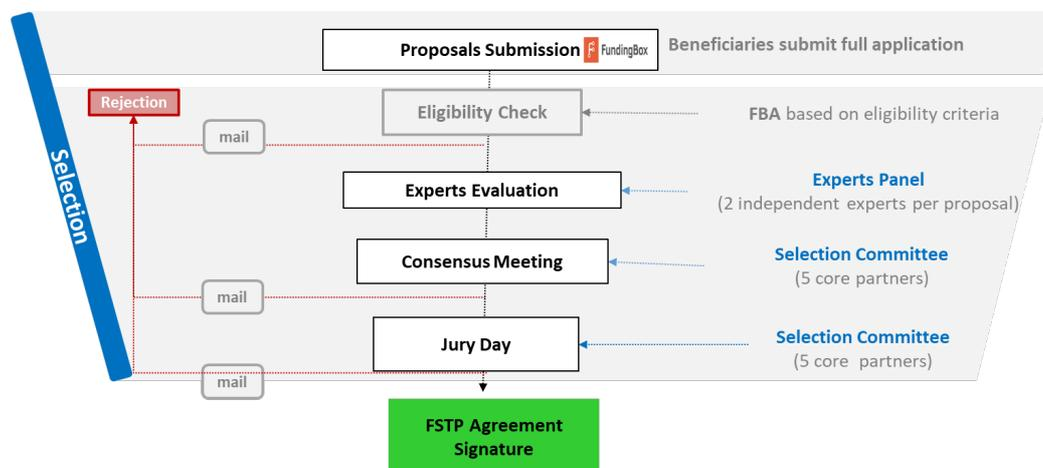 Proposals Submission FundingBox
Beneficiaries submit full application
Rejection
Eligibility Check
FBA based on eligibility criteria
mail
Selection
Experts Evaluation
Experts Panel
(2 independent experts per proposal)
Consensus Meeting
Selection Committee
(5 core partners)
mail
Jury Day
Selection Committee
(5 core partners)
mail
FSTP Agreement
Signature